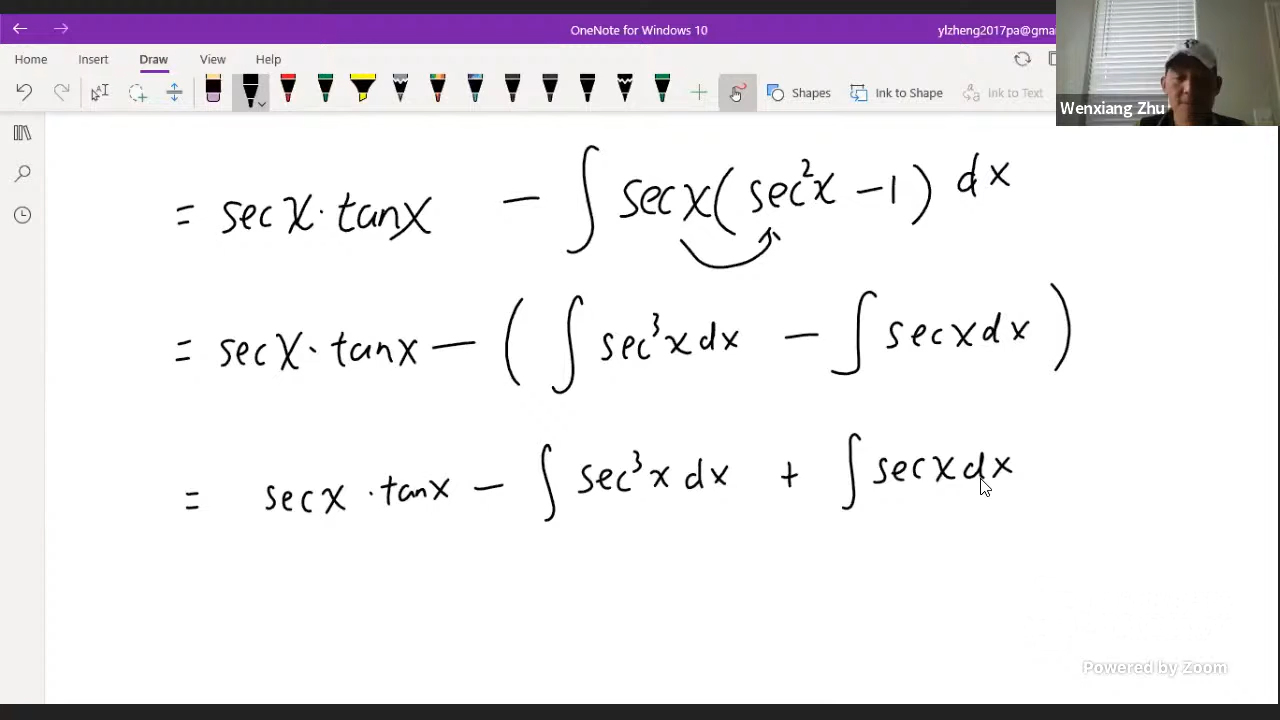 OneNote for Windows 10
ylzheng2017pa@gma
Home Insert Draw View Help
Shapes Ink to Shape Ink to Text
Wenxiang Zhu
= sec x · tan x − ∫ sec x ( sec²x − 1 ) dx
= sec x · tan x − ( ∫ sec³x dx − ∫ sec x dx )
= sec x · tan x − ∫ sec³x dx + ∫ sec x dx
Powered by Zoom